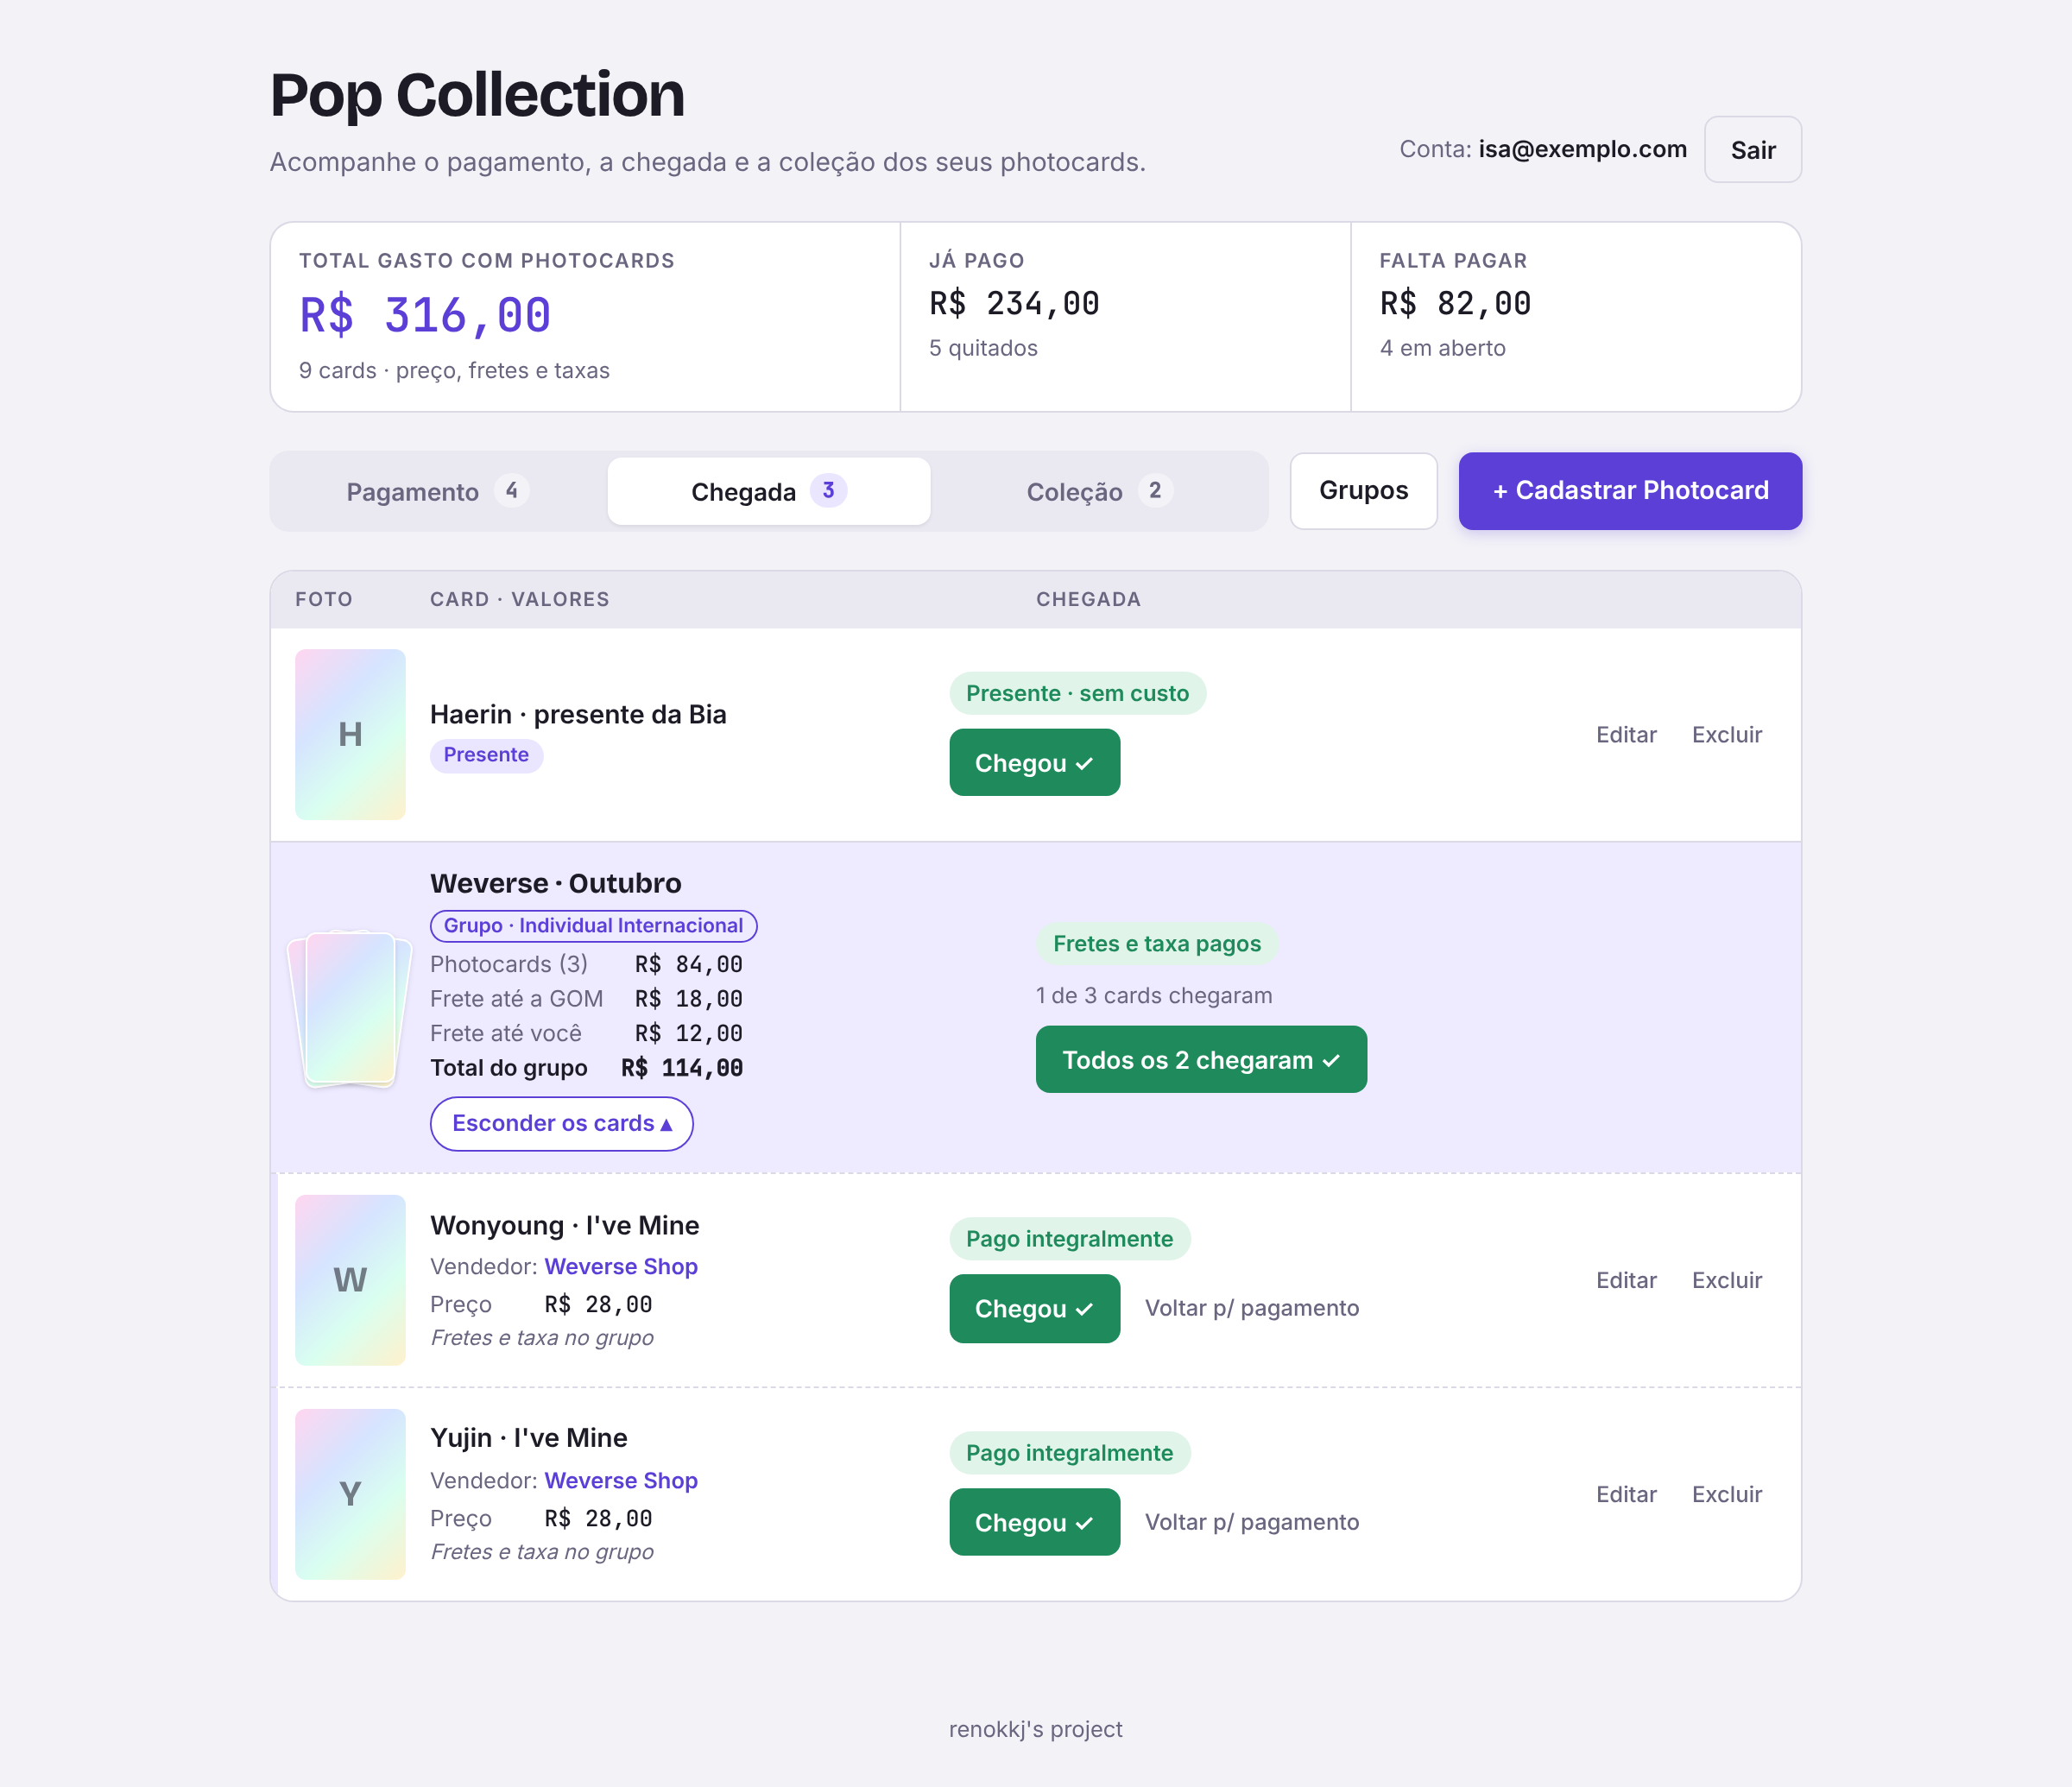 Pop Collection
Acompanhe o pagamento, a chegada e a coleção dos seus photocards.
Conta: isa@exemplo.com
Sair
TOTAL GASTO COM PHOTOCARDS
R$ 316,00
9 cards · preço, fretes e taxas
JÁ PAGO
R$ 234,00
5 quitados
FALTA PAGAR
R$ 82,00
4 em aberto
Pagamento 4
Chegada 3
Coleção 2
Grupos
+ Cadastrar Photocard
FOTO
CARD · VALORES
CHEGADA
H
Haerin · presente da Bia
Presente
Presente · sem custo
Chegou ✓
Editar
Excluir
Weverse · Outubro
Grupo · Individual Internacional
Photocards (3) R$ 84,00
Frete até a GOM R$ 18,00
Frete até você R$ 12,00
Total do grupo R$ 114,00
Esconder os cards ▴
Fretes e taxa pagos
1 de 3 cards chegaram
Todos os 2 chegaram ✓
W
Wonyoung · I've Mine
Vendedor: Weverse Shop
Preço R$ 28,00
Fretes e taxa no grupo
Pago integralmente
Chegou ✓
Voltar p/ pagamento
Editar
Excluir
Y
Yujin · I've Mine
Vendedor: Weverse Shop
Preço R$ 28,00
Fretes e taxa no grupo
Pago integralmente
Chegou ✓
Voltar p/ pagamento
Editar
Excluir
renokkj's project